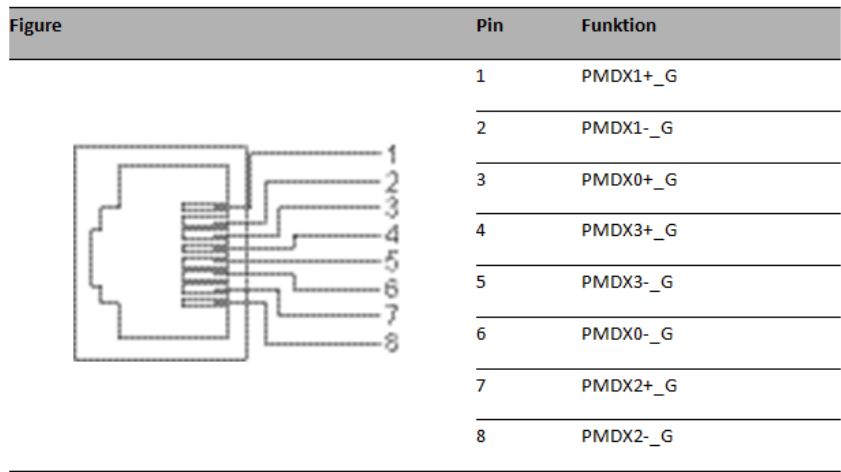 Figure Pin Funktion
1 PMDX1+_G
2 PMDX1-_G
3 PMDX0+_G
4 PMDX3+_G
5 PMDX3-_G
6 PMDX0-_G
7 PMDX2+_G
8 PMDX2-_G
1
2
3
4
5
6
7
8